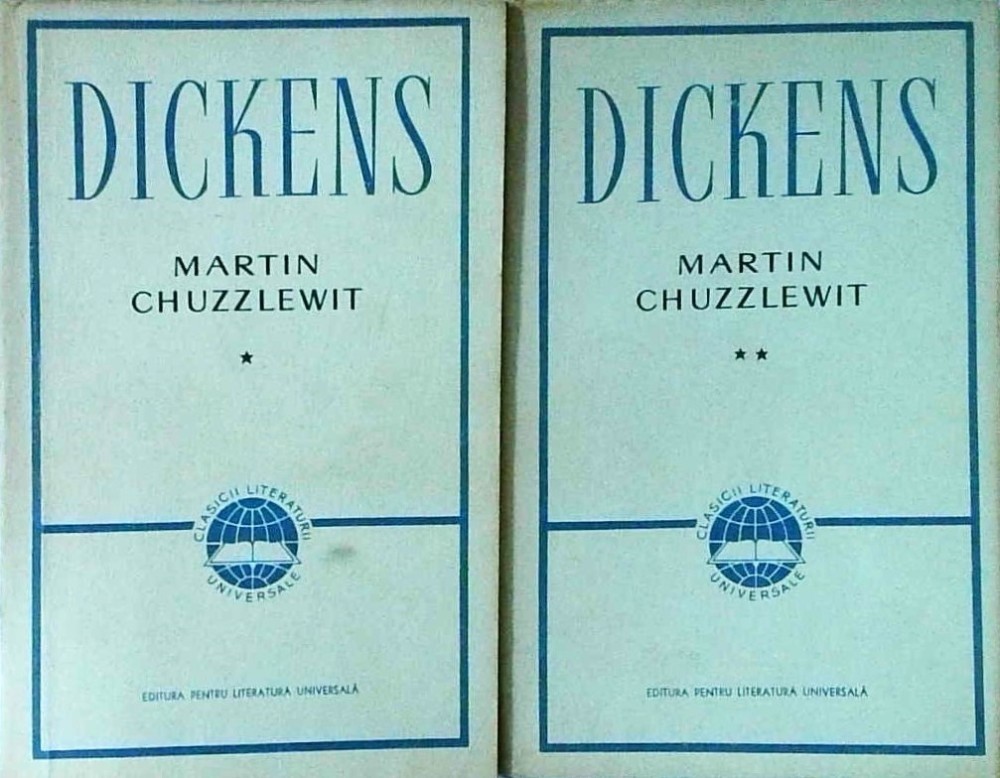 DICKENS
MARTIN
CHUZZLEWIT
★
CLASICII LITERATURII
UNIVERSALE
EDITURA PENTRU LITERATURA UNIVERSALĂ
DICKENS
MARTIN
CHUZZLEWIT
★★
CLASICII LITERATURII
UNIVERSALE
EDITURA PENTRU LITERATURA UNIVERSALĂ